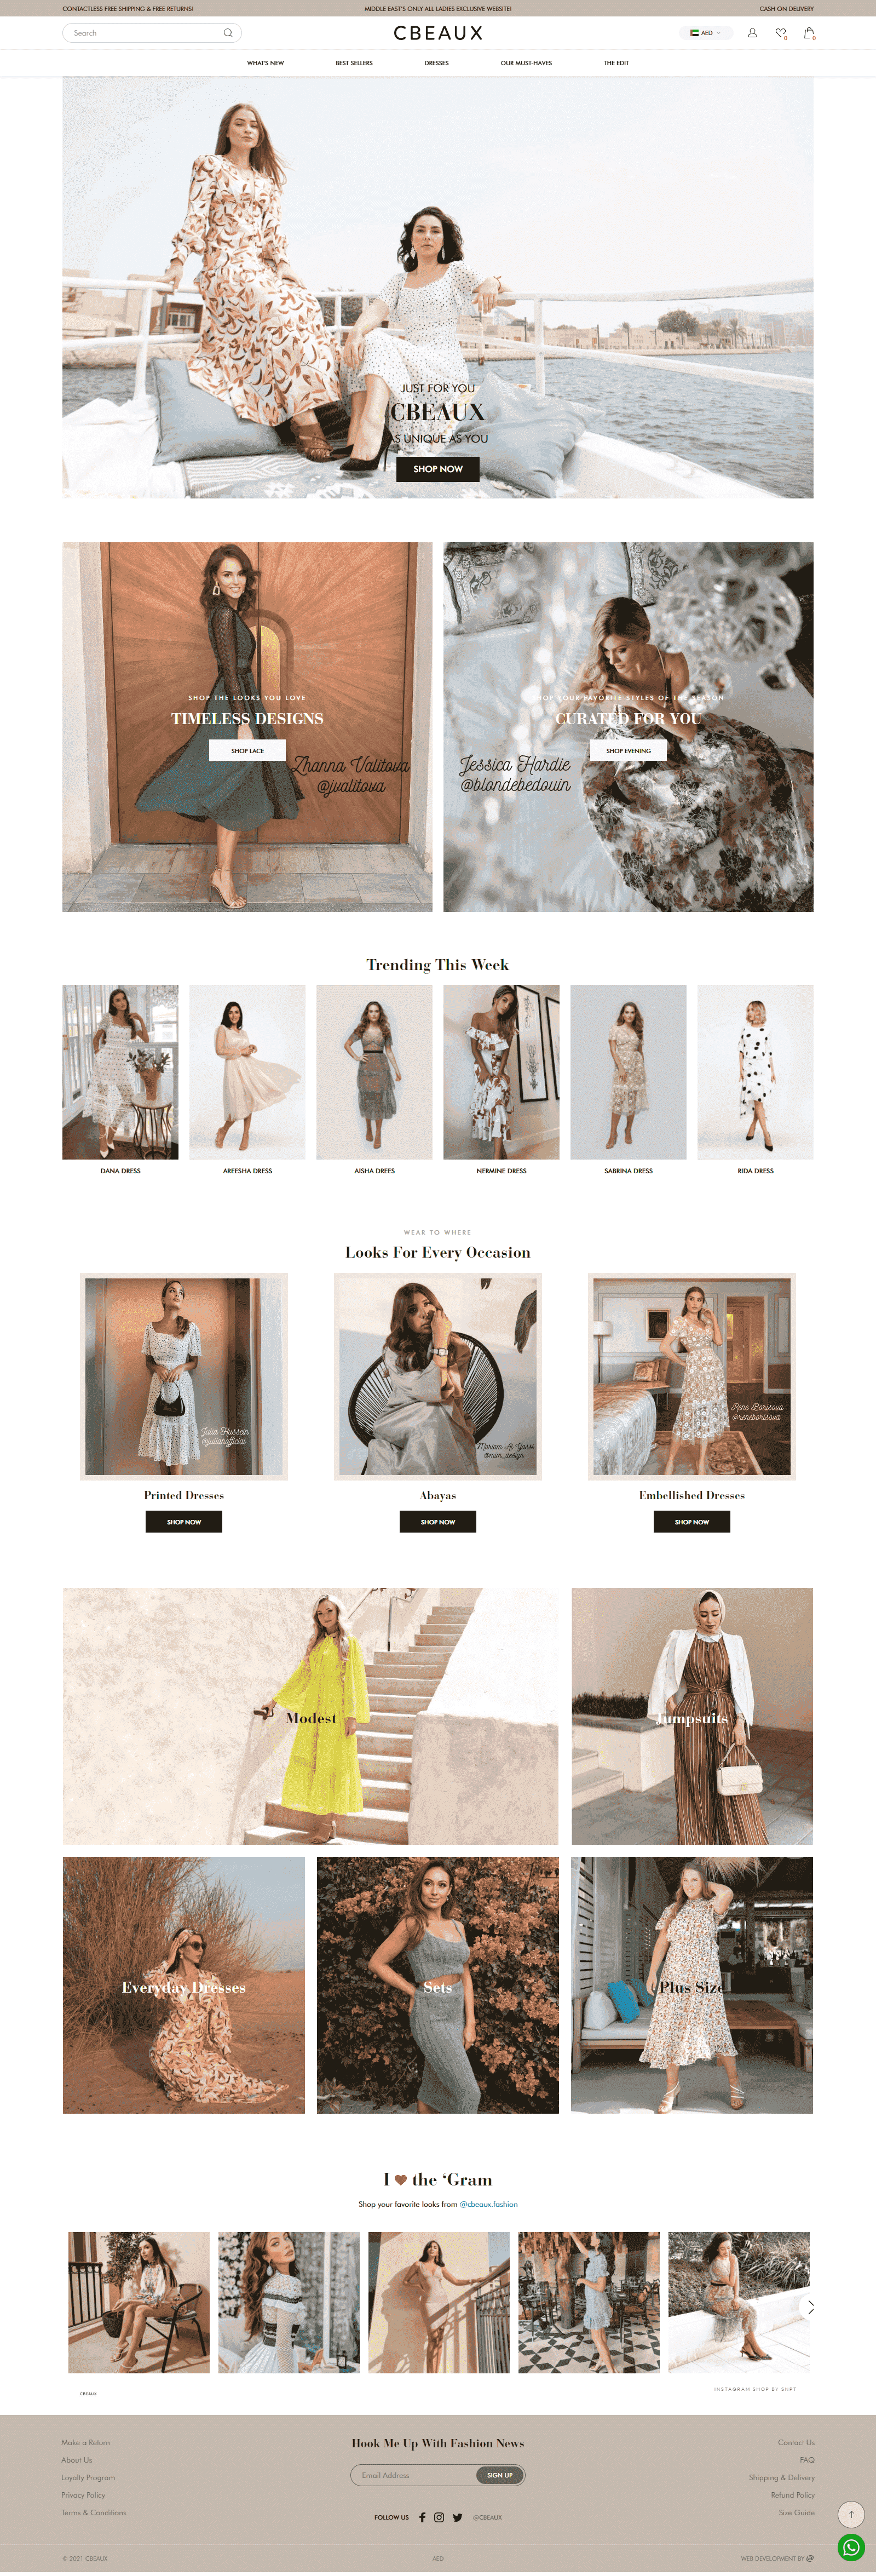 CONTACTLESS FREE SHIPPING & FREE RETURNS!
MIDDLE EAST'S ONLY ALL LADIES EXCLUSIVE WEBSITE!
CASH ON DELIVERY
Search
CBEAUX
AED
0
0
WHAT'S NEW
BEST SELLERS
DRESSES
OUR MUST-HAVES
THE EDIT
JUST FOR YOU
CBEAUX
AS UNIQUE AS YOU
SHOP NOW
SHOP THE LOOKS YOU LOVE
TIMELESS DESIGNS
SHOP LACE
Zhanna Valitova
@jvalitova
SHOP YOUR FAVORITE STYLES OF THE SEASON
CURATED FOR YOU
SHOP EVENING
Jessica Hardie
@blondebedouin
Trending This Week
DANA DRESS
AREESHA DRESS
AISHA DREES
NERMINE DRESS
SABRINA DRESS
RIDA DRESS
WEAR TO WHERE
Looks For Every Occasion
Julia Hussein
@juliahofficial
Mariam Al Yassi
@mim_design
Rene Borisova
@reneborisova
Printed Dresses
Abayas
Embellished Dresses
SHOP NOW
SHOP NOW
SHOP NOW
Modest
Jumpsuits
Everyday Dresses
Sets
Plus Size
I the ‘Gram
Shop your favorite looks from @cbeaux.fashion
CBEAUX
INSTAGRAM SHOP BY SNPT
Make a Return
About Us
Loyalty Program
Privacy Policy
Terms & Conditions
Hook Me Up With Fashion News
Email Address
SIGN UP
FOLLOW US
@CBEAUX
Contact Us
FAQ
Shipping & Delivery
Refund Policy
Size Guide
© 2021 CBEAUX
AED
WEB DEVELOPMENT BY @